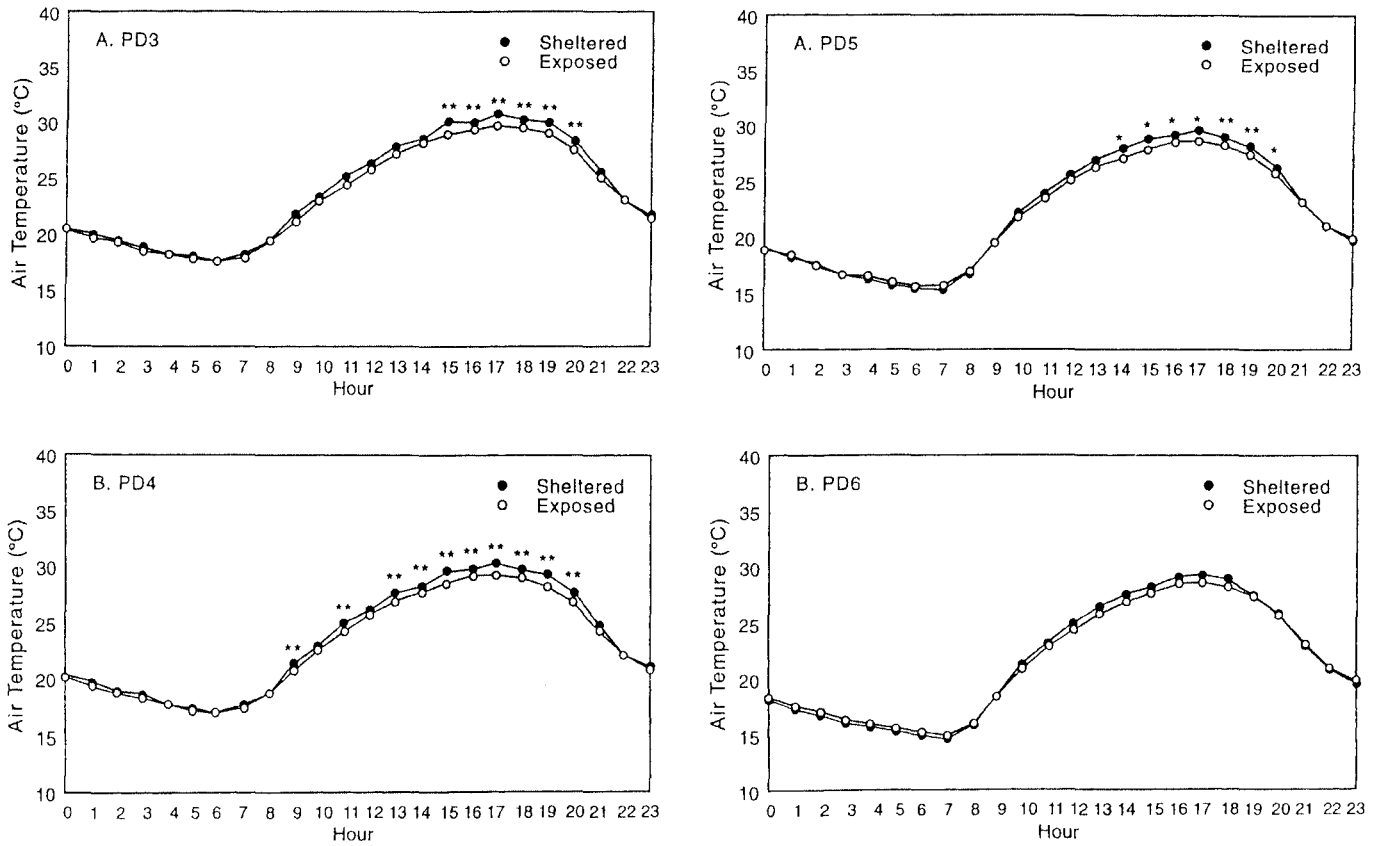 A. PD3
Sheltered
Exposed
Air Temperature (°C)
40
35
30
25
20
15
10
** ** ** ** ** **
0 1 2 3 4 5 6 7 8 9 10 11 12 13 14 15 16 17 18 19 20 21 22 23
Hour
A. PD5
Sheltered
Exposed
Air Temperature (°C)
40
35
30
25
20
15
10
* * * * ** ** *
0 1 2 3 4 5 6 7 8 9 10 11 12 13 14 15 16 17 18 19 20 21 22 23
Hour
B. PD4
Sheltered
Exposed
Air Temperature (°C)
40
35
30
25
20
15
10
** ** ** ** ** ** ** ** ** **
0 1 2 3 4 5 6 7 8 9 10 11 12 13 14 15 16 17 18 19 20 21 22 23
Hour
B. PD6
Sheltered
Exposed
Air Temperature (°C)
40
35
30
25
20
15
10
0 1 2 3 4 5 6 7 8 9 10 11 12 13 14 15 16 17 18 19 20 21 22 23
Hour